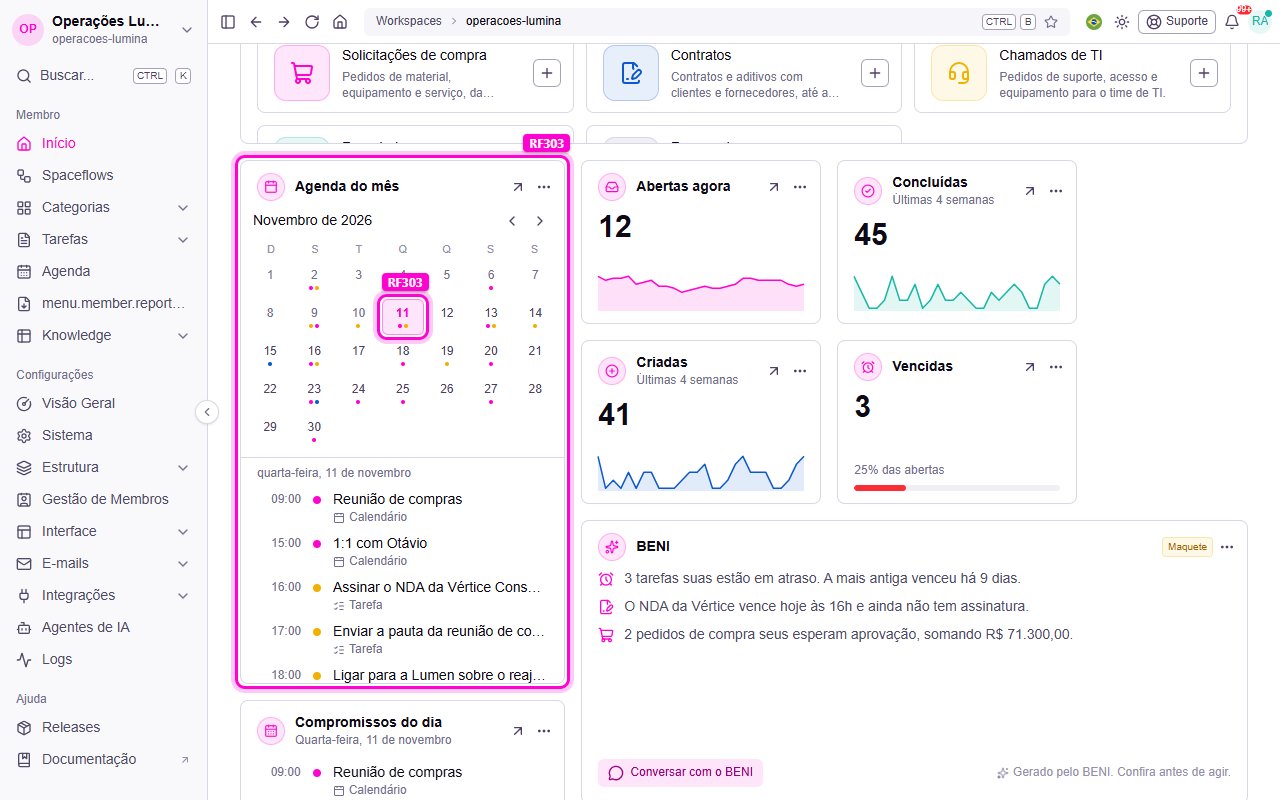 OP
Operações Lu...
operacoes-lumina
Workspaces > operacoes-lumina
CTRL B
Suporte
99+
RA
Buscar... CTRL K
Membro
Início
Spaceflows
Categorias
Tarefas
Agenda
menu.member.report...
Knowledge
Configurações
Visão Geral
Sistema
Estrutura
Gestão de Membros
Interface
E-mails
Integrações
Agentes de IA
Logs
Ajuda
Releases
Documentação
Solicitações de compra
Pedidos de material,
equipamento e serviço, da...
Contratos
Contratos e aditivos com
clientes e fornecedores, até a...
Chamados de TI
Pedidos de suporte, acesso e
equipamento para o time de TI.
RF303
Agenda do mês
Novembro de 2026
D S T Q Q S S
1 2 3 4 5 6 7
RF303
8 9 10 11 12 13 14
15 16 17 18 19 20 21
22 23 24 25 26 27 28
29 30
quarta-feira, 11 de novembro
09:00 Reunião de compras
Calendário
15:00 1:1 com Otávio
Calendário
16:00 Assinar o NDA da Vértice Cons...
Tarefa
17:00 Enviar a pauta da reunião de co...
Tarefa
18:00 Ligar para a Lumen sobre o reaj...
Compromissos do dia
Quarta-feira, 11 de novembro
09:00 Reunião de compras
Calendário
Abertas agora
12
Concluídas
Últimas 4 semanas
45
Criadas
Últimas 4 semanas
41
Vencidas
3
25% das abertas
BENI
Maquete
3 tarefas suas estão em atraso. A mais antiga venceu há 9 dias.
O NDA da Vértice vence hoje às 16h e ainda não tem assinatura.
2 pedidos de compra seus esperam aprovação, somando R$ 71.300,00.
Conversar com o BENI
Gerado pelo BENI. Confira antes de agir.